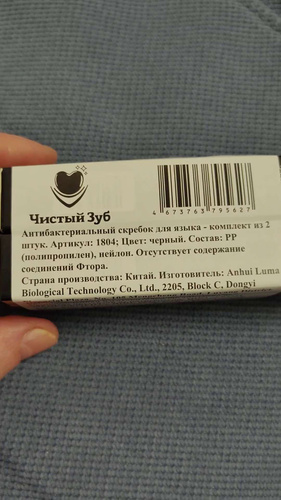 Чистый Зуб
4 673763 795627
Антибактериальный скребок для языка - комплект из 2
штук. Артикул: 1804; Цвет: черный. Состав: PP
(полипропилен), нейлон. Отсутствует содержание
соединений Фтора.
Страна производства: Китай. Изготовитель: Anhui Luma
Biological Technology Co., Ltd., 2205, Block C, Dongyi